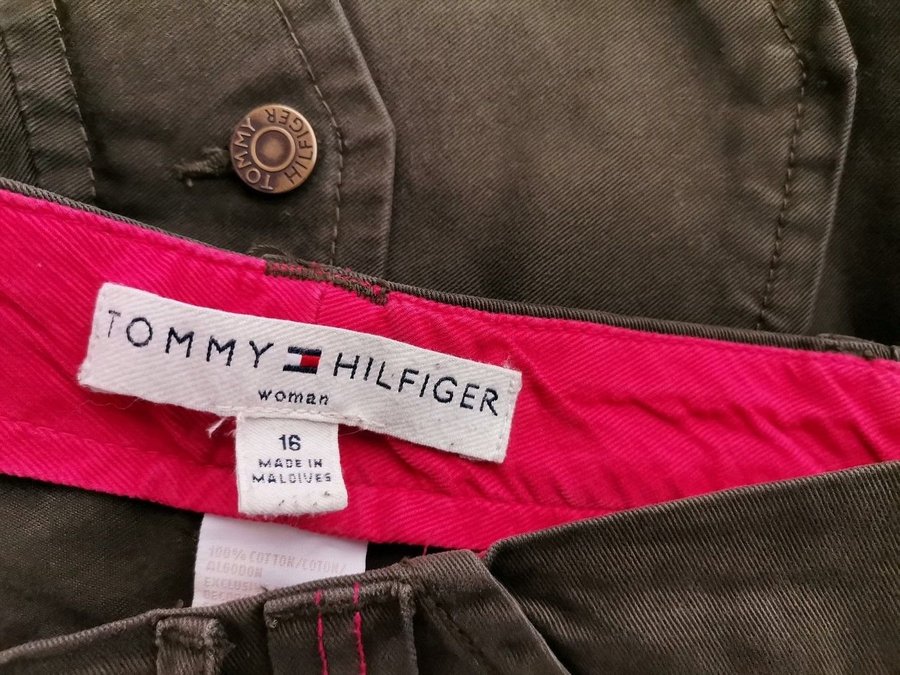 TOMMY HILFIGER
TOMMY HILFIGER
woman
16
MADE IN
MALDIVES
100% COTTON/COTON/
ALGODON